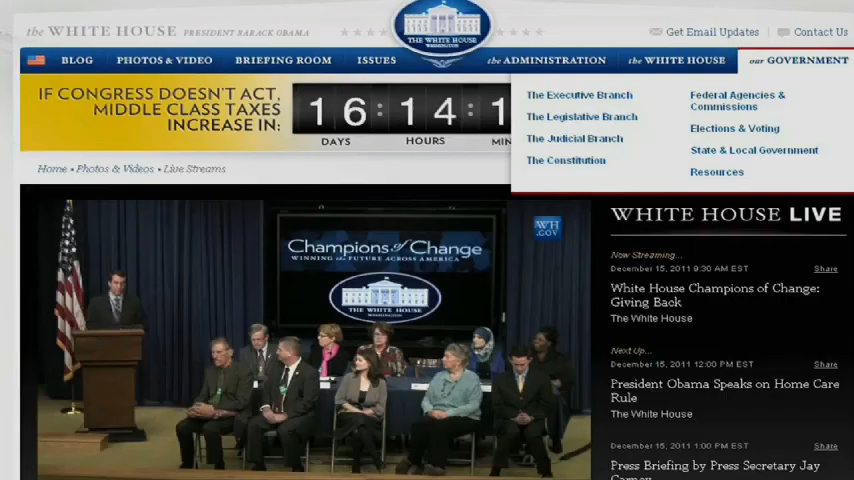 the WHITE HOUSE PRESIDENT BARACK OBAMA
THE WHITE HOUSE
WASHINGTON
Get Email Updates
Contact Us
BLOG
PHOTOS & VIDEO
BRIEFING ROOM
ISSUES
the ADMINISTRATION
the WHITE HOUSE
our GOVERNMENT
IF CONGRESS DOESN'T ACT,
MIDDLE CLASS TAXES
INCREASE IN:
16:14:1
DAYS
HOURS
MIN
The Executive Branch
The Legislative Branch
The Judicial Branch
The Constitution
Federal Agencies &
Commissions
Elections & Voting
State & Local Government
Resources
Home • Photos & Videos • Live Streams
WH
.GOV
Champions of Change
WINNING the FUTURE ACROSS AMERICA
THE WHITE HOUSE
WASHINGTON
WHITE HOUSE LIVE
Now Streaming...
December 15, 2011 9:30 AM EST
Share
White House Champions of Change:
Giving Back
The White House
Next Up...
December 15, 2011 12:00 PM EST
Share
President Obama Speaks on Home Care
Rule
The White House
December 15, 2011 1:00 PM EST
Share
Press Briefing by Press Secretary Jay
Carney